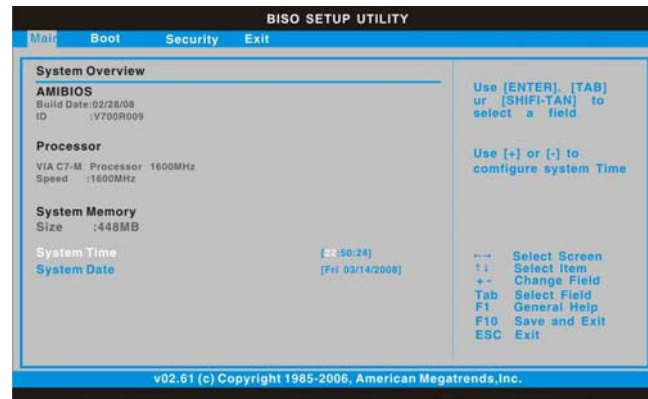 BISO SETUP UTILITY
Main Boot Security Exit
System Overview
AMIBIOS
Build Date:02/28/08
ID :V700R009
Processor
VIA C7-M Processor 1600MHz
Speed :1600MHz
System Memory
Size :448MB
System Time [22:50:24]
System Date [Fri 03/14/2008]
Use [ENTER]. [TAB]
ur [SHIFI-TAN] to
select a field
Use [+] or [-] to
comfigure system Time
←→ Select Screen
↑↓ Select Item
+- Change Field
Tab Select Field
F1 General Help
F10 Save and Exit
ESC Exit
v02.61 (c) Copyright 1985-2006, American Megatrends,Inc.